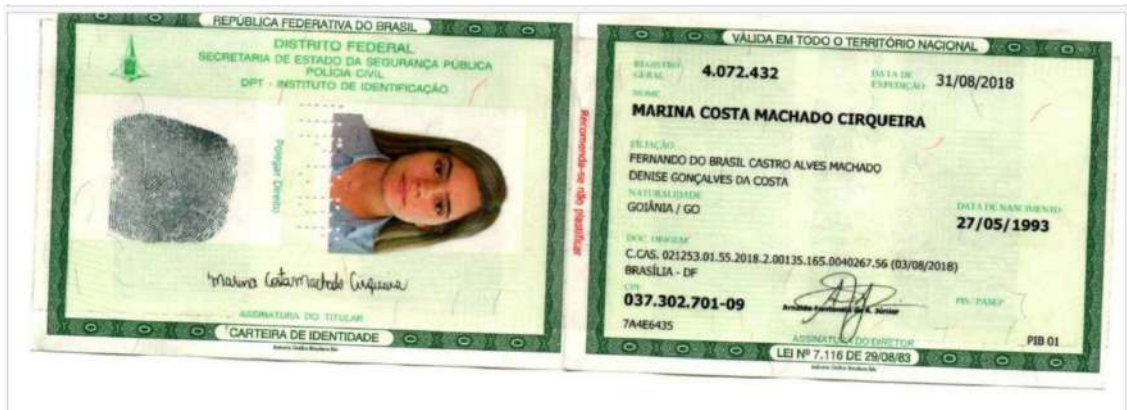 REPÚBLICA FEDERATIVA DO BRASIL
DISTRITO FEDERAL
SECRETARIA DE ESTADO DA SEGURANÇA PÚBLICA
POLÍCIA CIVIL
DPT - INSTITUTO DE IDENTIFICAÇÃO
Polegar Direito
Marina Costa Machado Cirqueira
ASSINATURA DO TITULAR
CARTEIRA DE IDENTIDADE
Recomenda-se não plastificar
VÁLIDA EM TODO O TERRITÓRIO NACIONAL
REGISTRO GERAL 4.072.432 DATA DE EXPEDIÇÃO 31/08/2018
NOME
MARINA COSTA MACHADO CIRQUEIRA
FILIAÇÃO
FERNANDO DO BRASIL CASTRO ALVES MACHADO
DENISE GONÇALVES DA COSTA
NATURALIDADE DATA DE NASCIMENTO
GOIÂNIA / GO 27/05/1993
DOC ORIGEM
C.CAS. 021253.01.55.2018.2.00135.165.0040267.56 (03/08/2018)
BRASÍLIA - DF
CPF PIS / PASEP
037.302.701-09
7A4E6435
ASSINATURA DO DIRETOR PIB 01
LEI Nº 7.116 DE 29/08/83